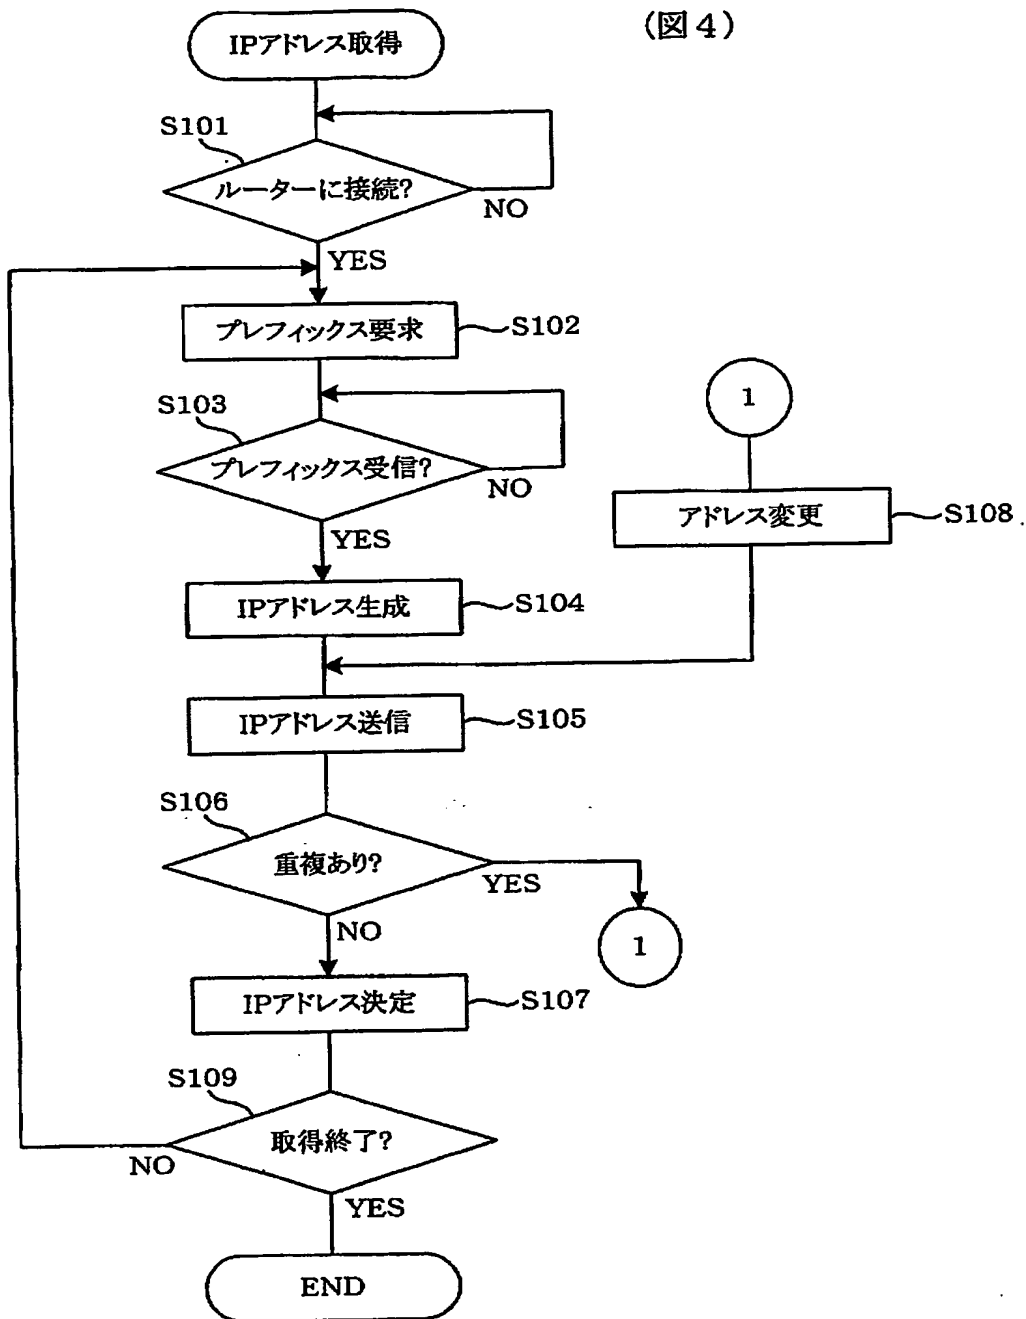 (図4)
IPアドレス取得
S101
ルーターに接続?
NO
YES
プレフィックス要求
S102
S103
プレフィックス受信?
NO
YES
1
アドレス変更
S108
IPアドレス生成
S104
IPアドレス送信
S105
S106
重複あり?
YES
NO
1
IPアドレス決定
S107
S109
取得終了?
NO
YES
END